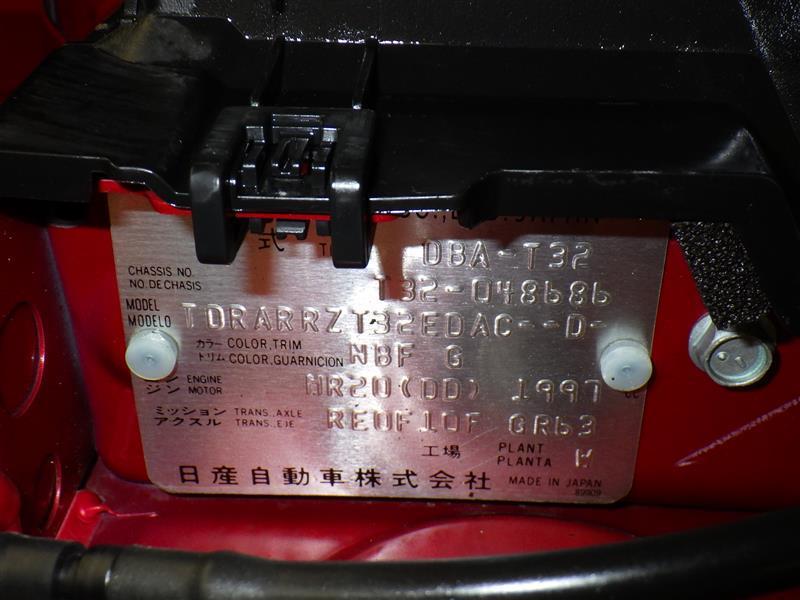 式 DBA-T32
CHASSIS NO.
NO.DECHASIS T32-048686
MODEL
MODELO TDRARRZT32EDAC--D-
カラー COLOR,TRIM
トリム COLOR,GUARNICION NBF G
ENGINE
ジン MOTOR MR20(DD) 1997 cc
ミッション TRANS.,AXLE
アクスル TRANS.,EJE RE0F10F GR63
工場 PLANT
PLANTA K
日産自動車株式会社 MADE IN JAPAN